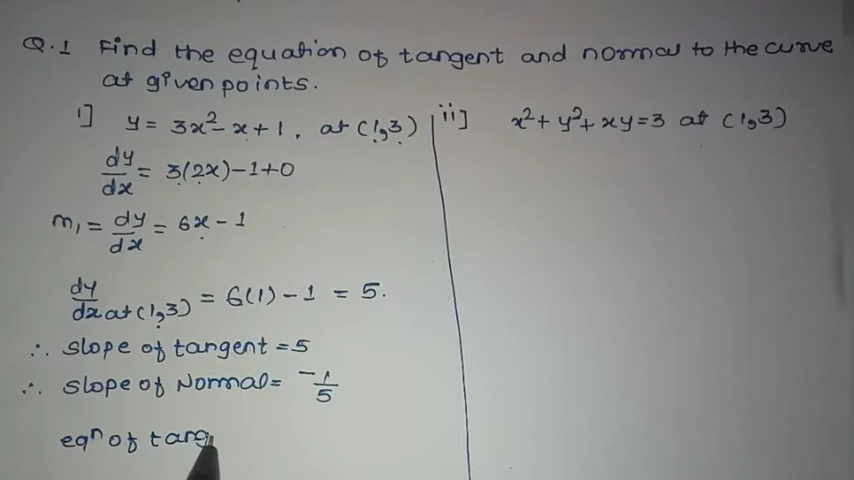 Q.1 Find the equation of tangent and normal to the curve
at given points.
i] y = 3x² - x + 1, at (1,3)
dy/dx = 3(2x) - 1 + 0
m₁ = dy/dx = 6x - 1
dy/dx at (1,3) = 6(1) - 1 = 5.
∴ slope of tangent = 5
∴ slope of Normal = -1/5
eqⁿ of tang
ii] x² + y² + xy = 3 at (1,3)